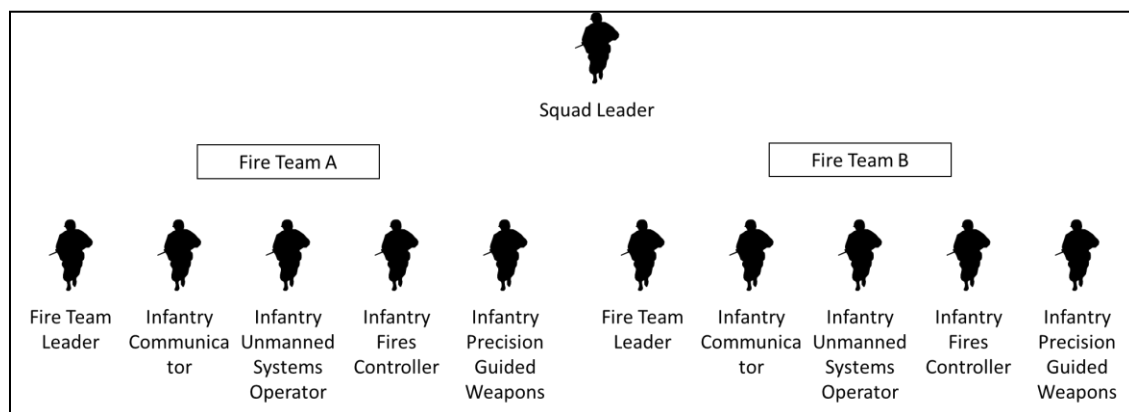 Squad Leader
Fire Team A
Fire Team B
Fire Team
Leader
Infantry
Communica
tor
Infantry
Unmanned
Systems
Operator
Infantry
Fires
Controller
Infantry
Precision
Guided
Weapons
Fire Team
Leader
Infantry
Communica
tor
Infantry
Unmanned
Systems
Operator
Infantry
Fires
Controller
Infantry
Precision
Guided
Weapons